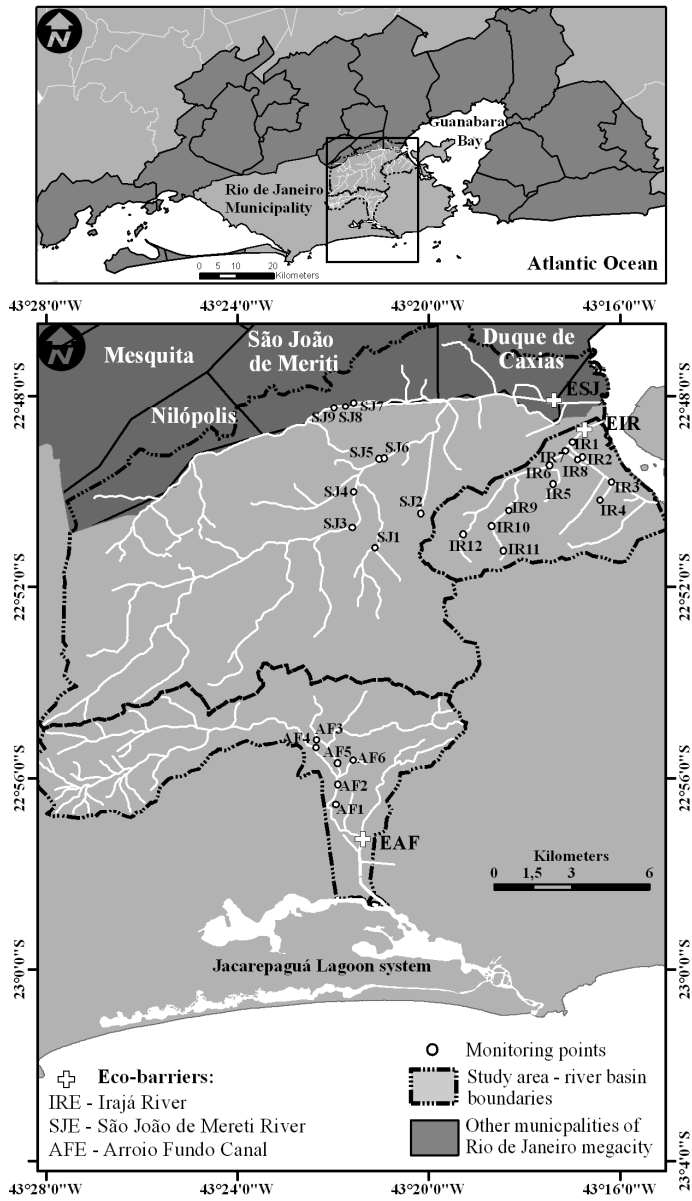 N
Guanabara
Bay
Rio de Janeiro
Municipality
0 5 10 20
Kilometers
Atlantic Ocean
43°28'0"W 43°24'0"W 43°20'0"W 43°16'0"W
N
Mesquita
São João
de Meriti
Duque de
Caxias
Nilópolis
22°48'0"S 22°48'0"S
ESJ
EIR
SJ9 SJ8 SJ7
SJ5 SJ6
SJ4
SJ3
SJ2
SJ1
IR1
IR7
IR2
IR8
IR6
IR5
IR3
IR4
IR9
IR10
IR12
IR11
22°52'0"S 22°52'0"S
AF3
AF4
AF5
AF6
AF2
AF1
22°56'0"S 22°56'0"S
EAF
Kilometers
0 1,5 3 6
Jacarepaguá Lagoon system
23°0'0"S 23°0'0"S
Eco-barriers:
IRE - Irajá River
SJE - São João de Mereti River
AFE - Arroio Fundo Canal
Monitoring points
Study area - river basin
boundaries
Other municpalities of
Rio de Janeiro megacity
23°4'0"S 23°4'0"S
43°28'0"W 43°24'0"W 43°20'0"W 43°16'0"W